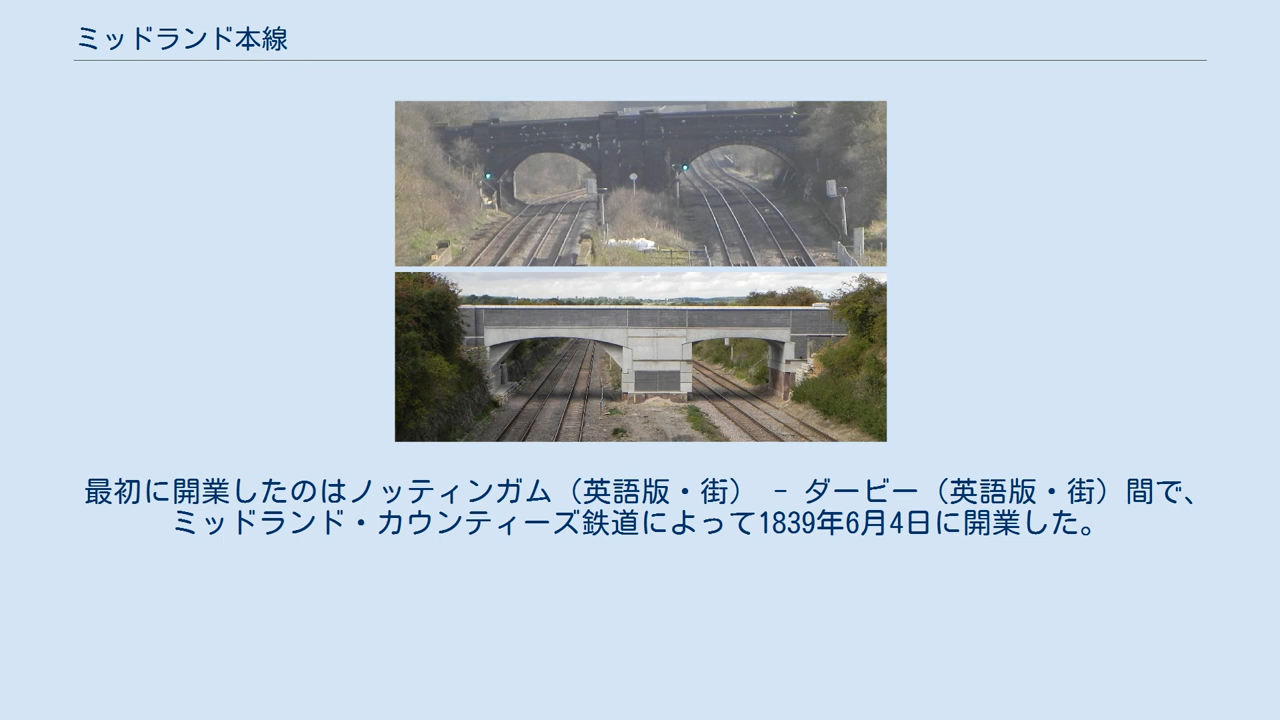 ミッドランド本線
最初に開業したのはノッティンガム（英語版・街） - ダービー（英語版・街）間で、
ミッドランド・カウンティーズ鉄道によって1839年6月4日に開業した。